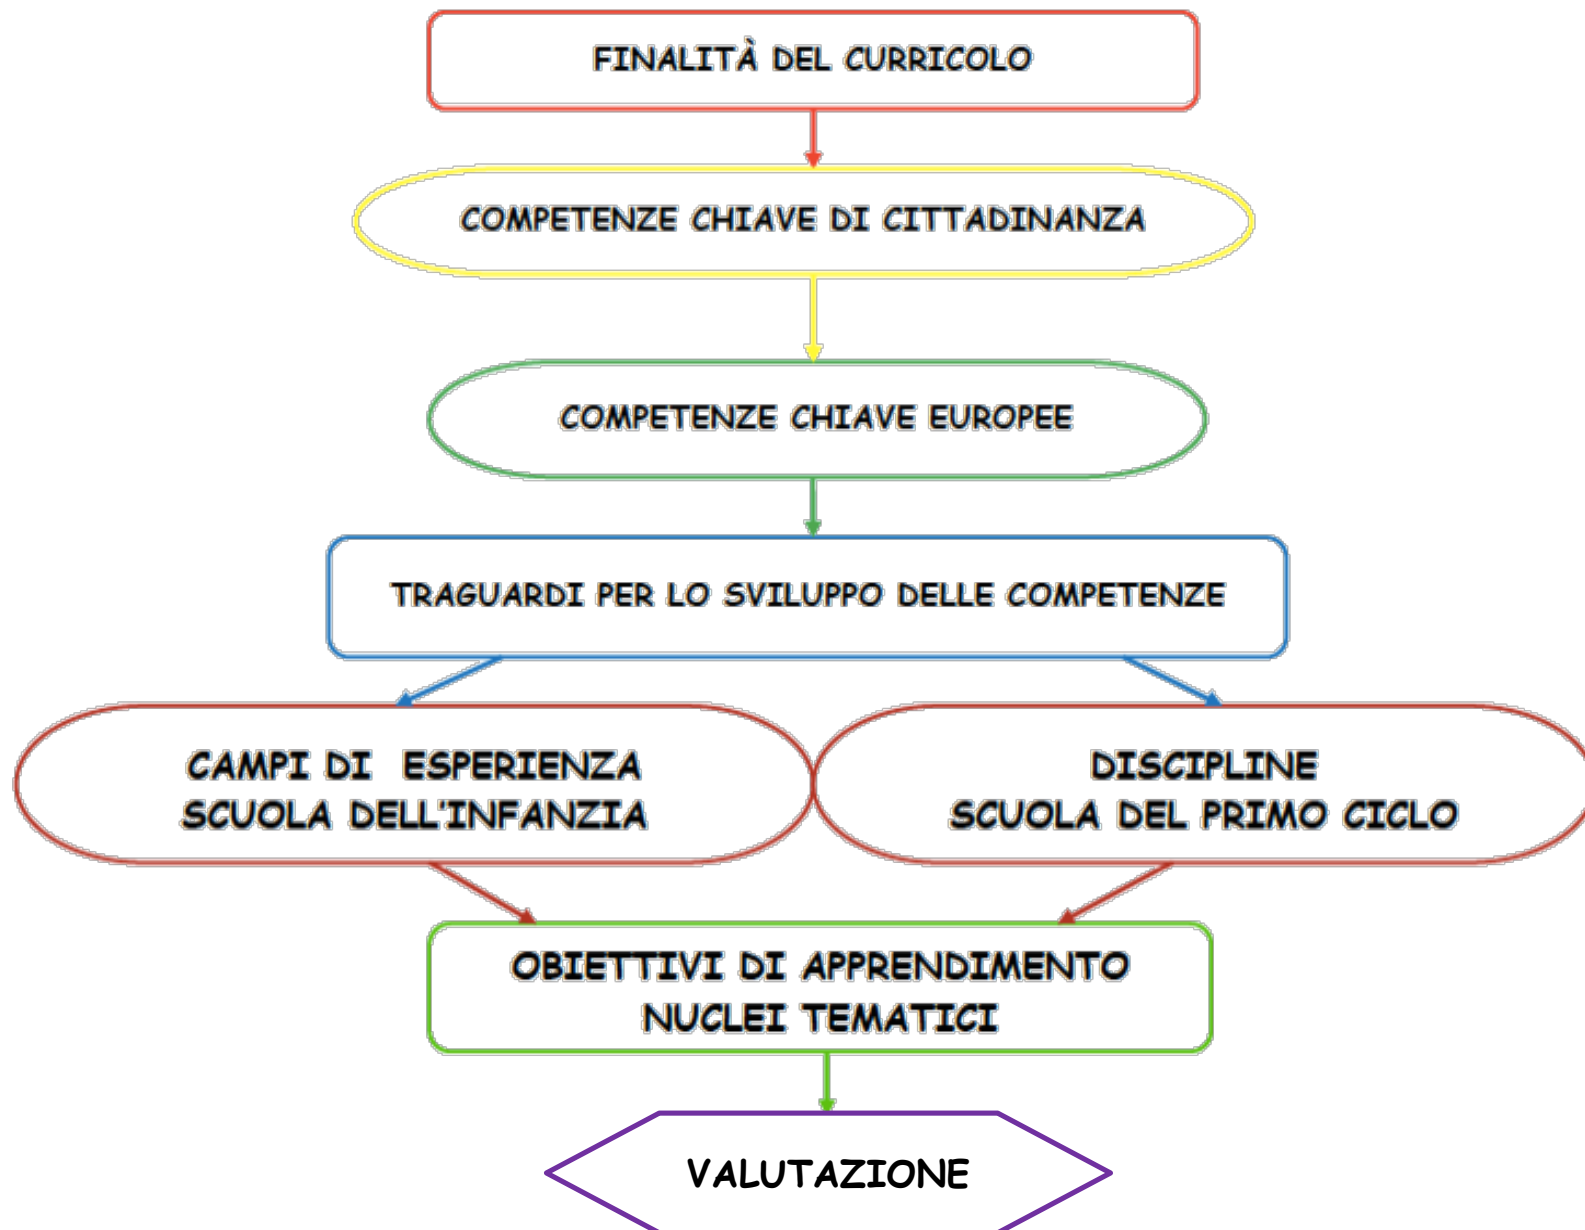 FINALITÀ DEL CURRICOLO
COMPETENZE CHIAVE DI CITTADINANZA
COMPETENZE CHIAVE EUROPEE
TRAGUARDI PER LO SVILUPPO DELLE COMPETENZE
CAMPI DI ESPERIENZA
SCUOLA DELL'INFANZIA
DISCIPLINE
SCUOLA DEL PRIMO CICLO
OBIETTIVI DI APPRENDIMENTO
NUCLEI TEMATICI
VALUTAZIONE